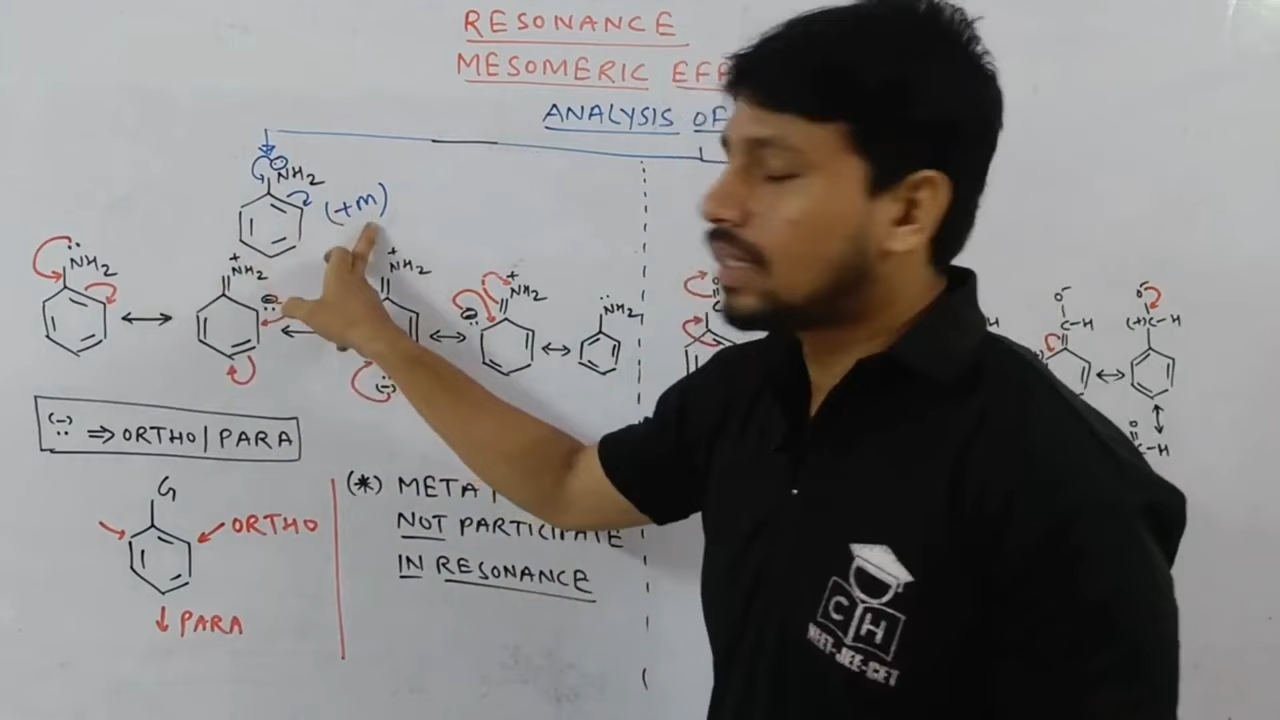 RESONANCE
MESOMERIC
ANALYSIS OF
NH2
(+M)
NH2
+
NH2
+
NH2
+
NH2
NH2
(-) ⇒ ORTHO | PARA
G
ORTHO
↓ PARA
(*) META
NOT PARTICIPATE
IN RESONANCE
O-
C-H
O-
(+)C-H
O
C-H
CH
NEET-JEE-CET